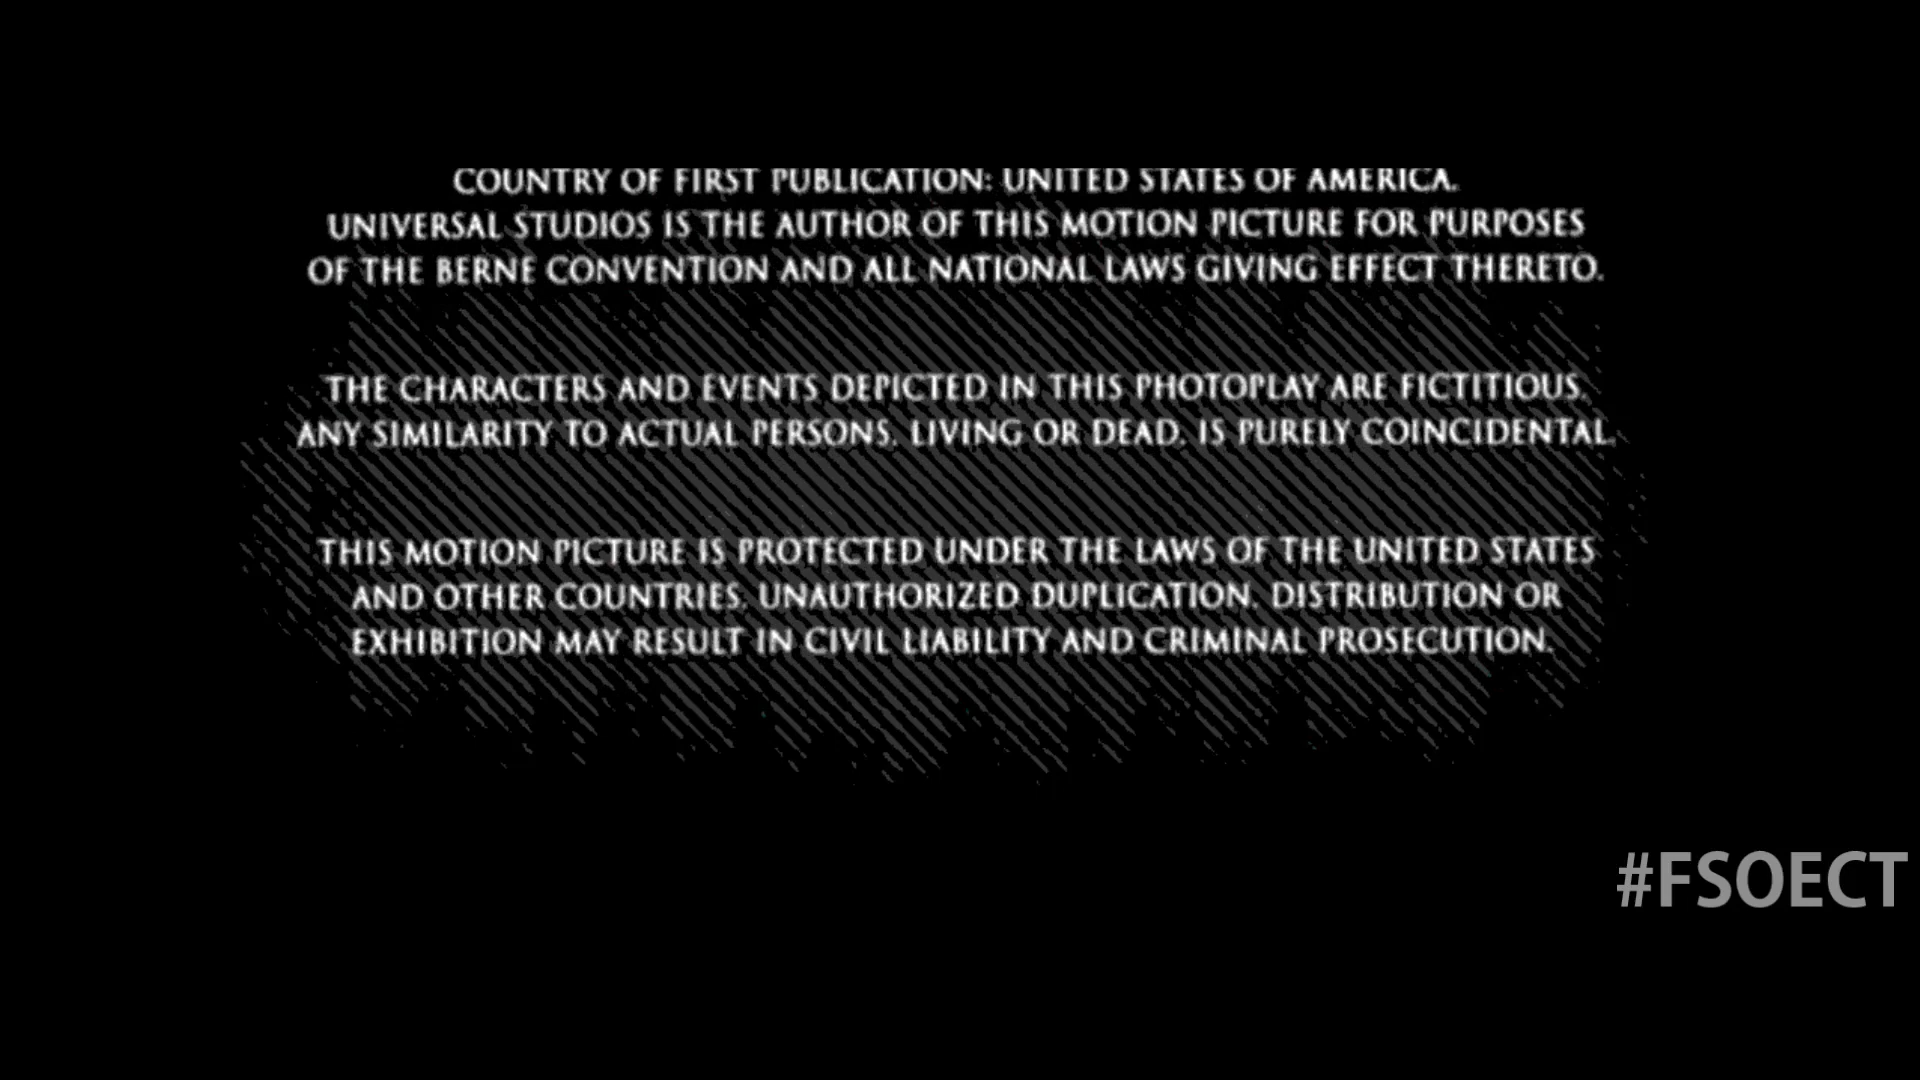 COUNTRY OF FIRST PUBLICATION: UNITED STATES OF AMERICA.
UNIVERSAL STUDIOS IS THE AUTHOR OF THIS MOTION PICTURE FOR PURPOSES
OF THE BERNE CONVENTION AND ALL NATIONAL LAWS GIVING EFFECT THERETO.
THE CHARACTERS AND EVENTS DEPICTED IN THIS PHOTOPLAY ARE FICTITIOUS.
ANY SIMILARITY TO ACTUAL PERSONS, LIVING OR DEAD, IS PURELY COINCIDENTAL.
THIS MOTION PICTURE IS PROTECTED UNDER THE LAWS OF THE UNITED STATES
AND OTHER COUNTRIES. UNAUTHORIZED DUPLICATION, DISTRIBUTION OR
EXHIBITION MAY RESULT IN CIVIL LIABILITY AND CRIMINAL PROSECUTION.
#FSOECT